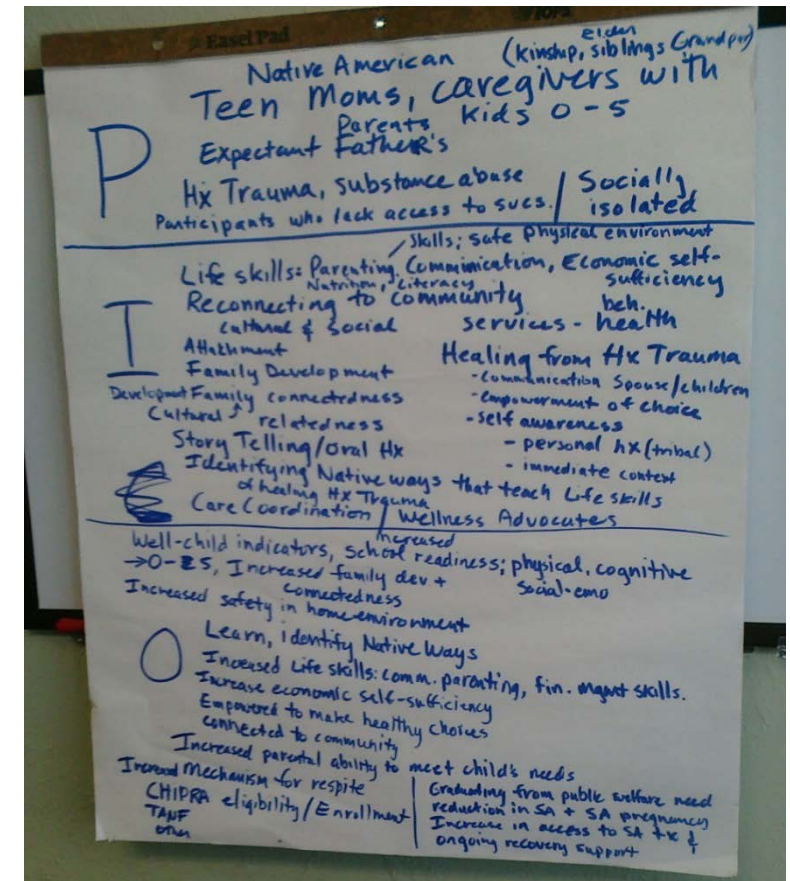 Easel Pad
Native American (kinship, elder siblings Grandpar)
Teen Moms, caregivers with
Parents kids 0-5
Expectant Father's
P
Hx Trauma, substance abuse / Socially
Participants who lack access to svcs. / isolated
Skills; Safe Physical environment
Life skills: Parenting, Comminication, Economic self-
Nutrition, Literacy sufficiency
I
Reconnecting to community beh.
cultural & social services - health
Attachment Healing from Hx Trauma
Family Development - Communication Spouse/children
Development Family connectedness - empowerment of choice
Cultural relatedness - self awareness
Story Telling/oral Hx - personal hx (tribal)
- immediate context
Identifying Native ways that teach Life skills
of healing Hx Trauma
Care Coordination / Wellness Advocates
Increased
Well-child indicators, School readiness; physical, cognitive
→0-5, Increased family dev + social-emo
connectedness
Increased safety in home environment
O
Learn, identify Native Ways
Inceased Life skills: comm. parenting, fin. mgmt skills.
Increase economic self-sufficiency
Empowered to make healthy choices
connected to community
Increased parental ability to meet child's needs
Increased Mechanism for respite
CHIPRA eligibility/Enrollment
TANF
other
Graduating from public welfare need
reduction in SA + SA pregnancy
Increase in access to SA tx &
ongoing recovery support